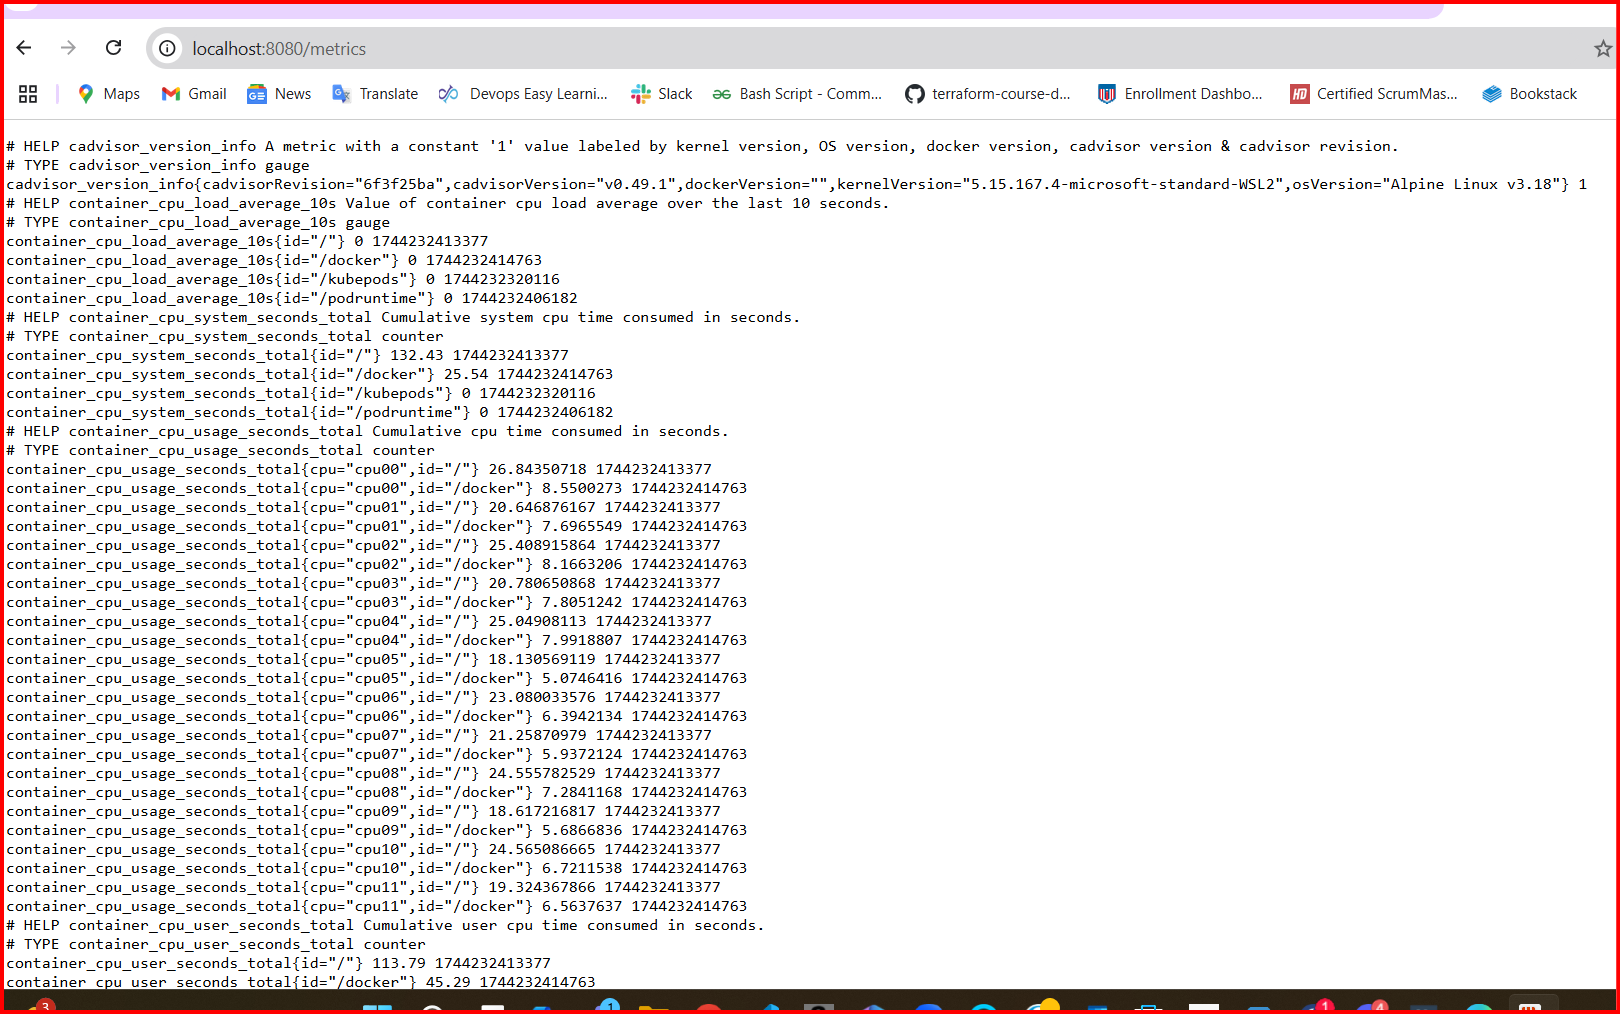 localhost:8080/metrics
Maps Gmail News Translate Devops Easy Learni... Slack Bash Script - Comm... terraform-course-d... Enrollment Dashbo... HD Certified ScrumMas... Bookstack
# HELP cadvisor_version_info A metric with a constant '1' value labeled by kernel version, OS version, docker version, cadvisor version & cadvisor revision.
# TYPE cadvisor_version_info gauge
cadvisor_version_info{cadvisorRevision="6f3f25ba",cadvisorVersion="v0.49.1",dockerVersion="",kernelVersion="5.15.167.4-microsoft-standard-WSL2",osVersion="Alpine Linux v3.18"} 1
# HELP container_cpu_load_average_10s Value of container cpu load average over the last 10 seconds.
# TYPE container_cpu_load_average_10s gauge
container_cpu_load_average_10s{id="/"} 0 1744232413377
container_cpu_load_average_10s{id="/docker"} 0 1744232414763
container_cpu_load_average_10s{id="/kubepods"} 0 1744232320116
container_cpu_load_average_10s{id="/podruntime"} 0 1744232406182
# HELP container_cpu_system_seconds_total Cumulative system cpu time consumed in seconds.
# TYPE container_cpu_system_seconds_total counter
container_cpu_system_seconds_total{id="/"} 132.43 1744232413377
container_cpu_system_seconds_total{id="/docker"} 25.54 1744232414763
container_cpu_system_seconds_total{id="/kubepods"} 0 1744232320116
container_cpu_system_seconds_total{id="/podruntime"} 0 1744232406182
# HELP container_cpu_usage_seconds_total Cumulative cpu time consumed in seconds.
# TYPE container_cpu_usage_seconds_total counter
container_cpu_usage_seconds_total{cpu="cpu00",id="/"} 26.84350718 1744232413377
container_cpu_usage_seconds_total{cpu="cpu00",id="/docker"} 8.5500273 1744232414763
container_cpu_usage_seconds_total{cpu="cpu01",id="/"} 20.646876167 1744232413377
container_cpu_usage_seconds_total{cpu="cpu01",id="/docker"} 7.6965549 1744232414763
container_cpu_usage_seconds_total{cpu="cpu02",id="/"} 25.408915864 1744232413377
container_cpu_usage_seconds_total{cpu="cpu02",id="/docker"} 8.1663206 1744232414763
container_cpu_usage_seconds_total{cpu="cpu03",id="/"} 20.780650868 1744232413377
container_cpu_usage_seconds_total{cpu="cpu03",id="/docker"} 7.8051242 1744232414763
container_cpu_usage_seconds_total{cpu="cpu04",id="/"} 25.04908113 1744232413377
container_cpu_usage_seconds_total{cpu="cpu04",id="/docker"} 7.9918807 1744232414763
container_cpu_usage_seconds_total{cpu="cpu05",id="/"} 18.130569119 1744232413377
container_cpu_usage_seconds_total{cpu="cpu05",id="/docker"} 5.0746416 1744232414763
container_cpu_usage_seconds_total{cpu="cpu06",id="/"} 23.080033576 1744232413377
container_cpu_usage_seconds_total{cpu="cpu06",id="/docker"} 6.3942134 1744232414763
container_cpu_usage_seconds_total{cpu="cpu07",id="/"} 21.25870979 1744232413377
container_cpu_usage_seconds_total{cpu="cpu07",id="/docker"} 5.9372124 1744232414763
container_cpu_usage_seconds_total{cpu="cpu08",id="/"} 24.555782529 1744232413377
container_cpu_usage_seconds_total{cpu="cpu08",id="/docker"} 7.2841168 1744232414763
container_cpu_usage_seconds_total{cpu="cpu09",id="/"} 18.617216817 1744232413377
container_cpu_usage_seconds_total{cpu="cpu09",id="/docker"} 5.6866836 1744232414763
container_cpu_usage_seconds_total{cpu="cpu10",id="/"} 24.565086665 1744232413377
container_cpu_usage_seconds_total{cpu="cpu10",id="/docker"} 6.7211538 1744232414763
container_cpu_usage_seconds_total{cpu="cpu11",id="/"} 19.324367866 1744232413377
container_cpu_usage_seconds_total{cpu="cpu11",id="/docker"} 6.5637637 1744232414763
# HELP container_cpu_user_seconds_total Cumulative user cpu time consumed in seconds.
# TYPE container_cpu_user_seconds_total counter
container_cpu_user_seconds_total{id="/"} 113.79 1744232413377
container_cpu_user_seconds_total{id="/docker"} 45.29 1744232414763
3 1 1 4